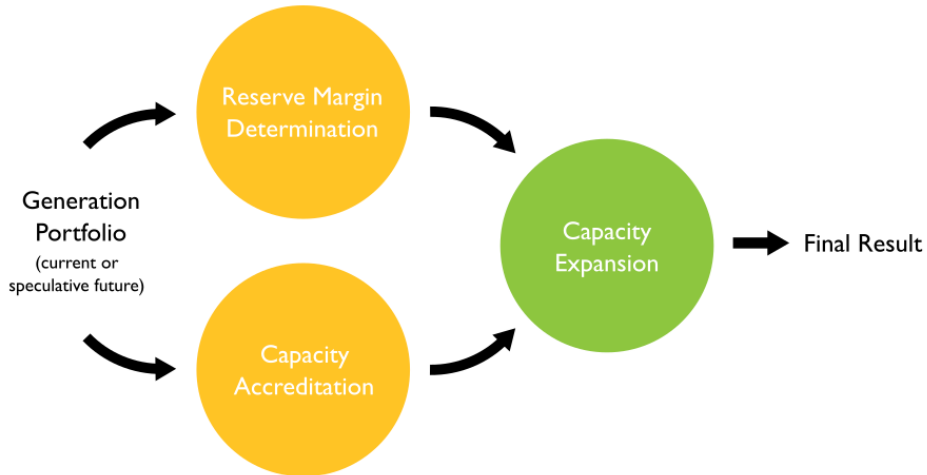 Generation
Portfolio
(current or
speculative future)
Reserve Margin
Determination
Capacity
Accreditation
Capacity
Expansion
Final Result